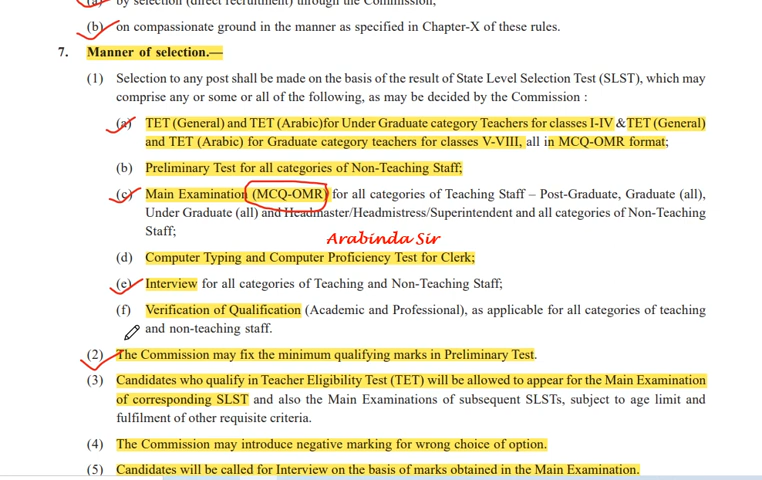 (a) by selection (direct recruitment) through the Commission,
(b) on compassionate ground in the manner as specified in Chapter-X of these rules.
7. Manner of selection.—
(1) Selection to any post shall be made on the basis of the result of State Level Selection Test (SLST), which may
comprise any or some or all of the following, as may be decided by the Commission :
(a) TET (General) and TET (Arabic)for Under Graduate category Teachers for classes I-IV &TET (General)
and TET (Arabic) for Graduate category teachers for classes V-VIII, all in MCQ-OMR format;
(b) Preliminary Test for all categories of Non-Teaching Staff;
(c) Main Examination (MCQ-OMR) for all categories of Teaching Staff – Post-Graduate, Graduate (all),
Under Graduate (all) and Headmaster/Headmistress/Superintendent and all categories of Non-Teaching
Staff;
Arabinda Sir
(d) Computer Typing and Computer Proficiency Test for Clerk;
(e) Interview for all categories of Teaching and Non-Teaching Staff;
(f) Verification of Qualification (Academic and Professional), as applicable for all categories of teaching
and non-teaching staff.
(2) The Commission may fix the minimum qualifying marks in Preliminary Test.
(3) Candidates who qualify in Teacher Eligibility Test (TET) will be allowed to appear for the Main Examination
of corresponding SLST and also the Main Examinations of subsequent SLSTs, subject to age limit and
fulfilment of other requisite criteria.
(4) The Commission may introduce negative marking for wrong choice of option.
(5) Candidates will be called for Interview on the basis of marks obtained in the Main Examination.